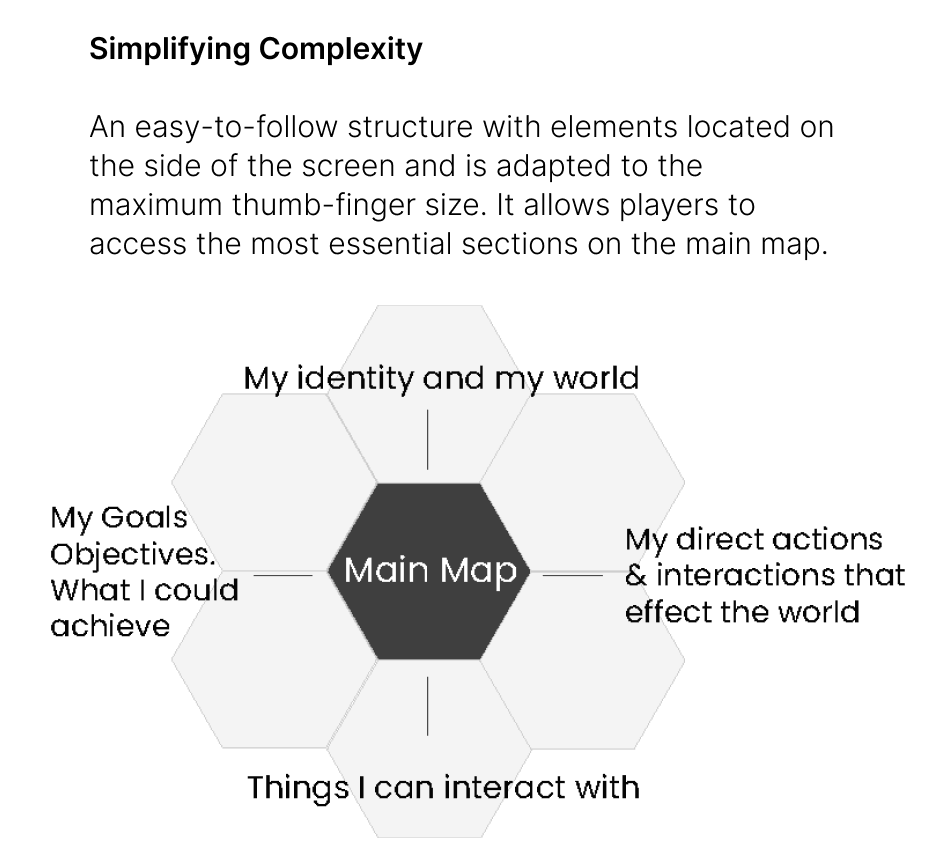 Simplifying Complexity
An easy-to-follow structure with elements located on
the side of the screen and is adapted to the
maximum thumb-finger size. It allows players to
access the most essential sections on the main map.
My identity and my world
My Goals
Objectives.
What I could
achieve
Main Map
My direct actions
& interactions that
effect the world
Things I can interact with